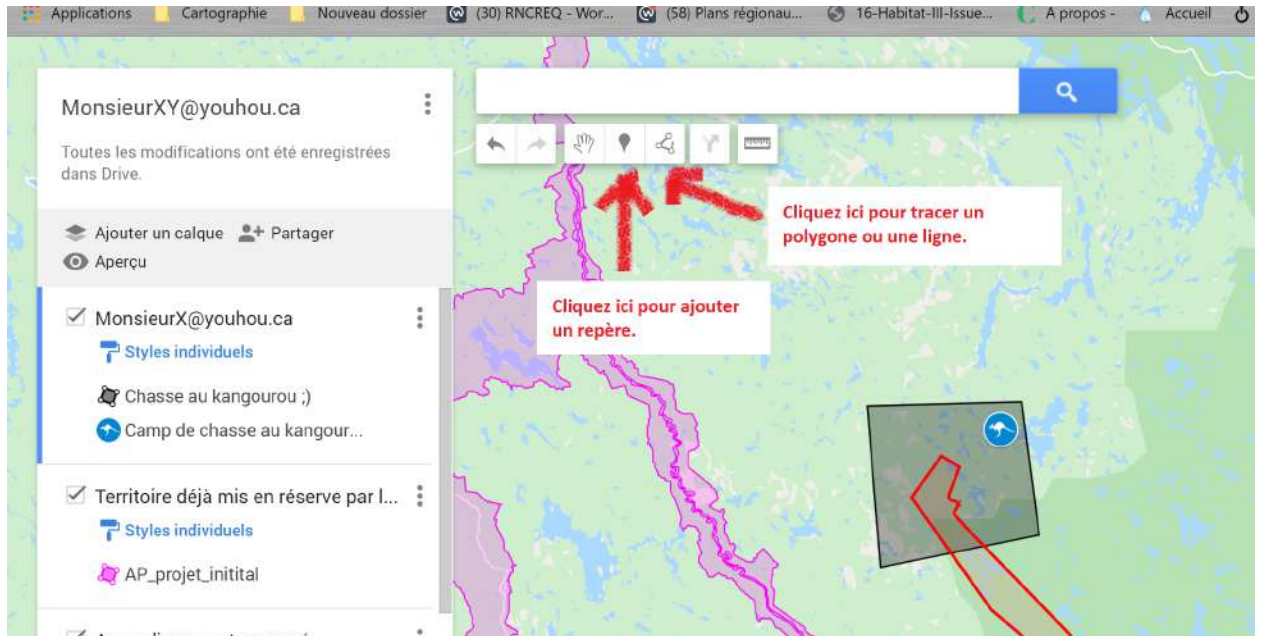 Applications Cartographie Nouveau dossier (30) RNCREQ - Wor... (58) Plans régionau... 16-Habitat-III-Issue... A propos - Accueil
MonsieurXY@youhou.ca
Toutes les modifications ont été enregistrées
dans Drive.
Ajouter un calque Partager
Aperçu
MonsieurX@youhou.ca
Styles individuels
Chasse au kangourou ;)
Camp de chasse au kangour...
Territoire déjà mis en réserve par l...
Styles individuels
AP_projet_initital
Cliquez ici pour tracer un
polygone ou une ligne.
Cliquez ici pour ajouter
un repère.